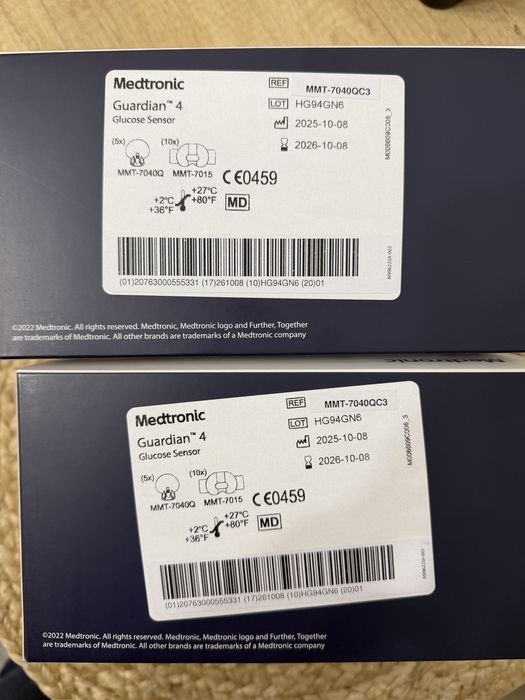 Medtronic
Guardian™ 4
Glucose Sensor
REF MMT-7040QC3
LOT HG94GN6
2025-10-08
2026-10-08
(5x) (10x)
MMT-7040Q MMT-7015 CE0459
+27°C
+2°C +80°F MD
+36°F
(01)20763000555331 (17)261008 (10)HG94GN6 (20)01
©2022 Medtronic. All rights reserved. Medtronic, Medtronic logo and Further, Together
are trademarks of Medtronic. All other brands are trademarks of a Medtronic company
Medtronic
Medtronic
Guardian™ 4
Glucose Sensor
REF MMT-7040QC3
LOT HG94GN6
2025-10-08
2026-10-08
(5x) (10x)
MMT-7040Q MMT-7015 CE0459
+27°C
+2°C +80°F MD
+36°F
(01)20763000555331 (17)261008 (10)HG94GN6 (20)01
©2022 Medtronic. All rights reserved. Medtronic, Medtronic logo and Further, Together
are trademarks of Medtronic. All other brands are trademarks of a Medtronic company